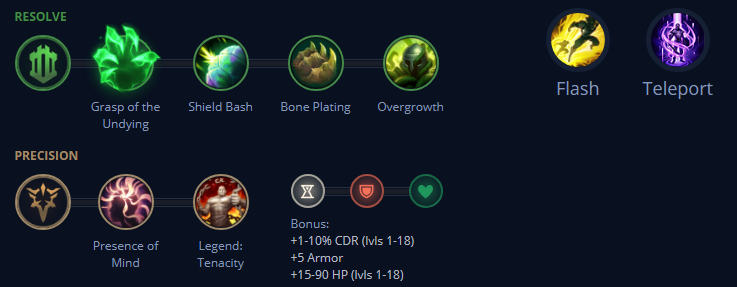 RESOLVE
Grasp of the
Undying
Shield Bash
Bone Plating
Overgrowth
Flash
Teleport
PRECISION
Presence of
Mind
Legend:
Tenacity
Bonus:
+1-10% CDR (lvls 1-18)
+5 Armor
+15-90 HP (lvls 1-18)